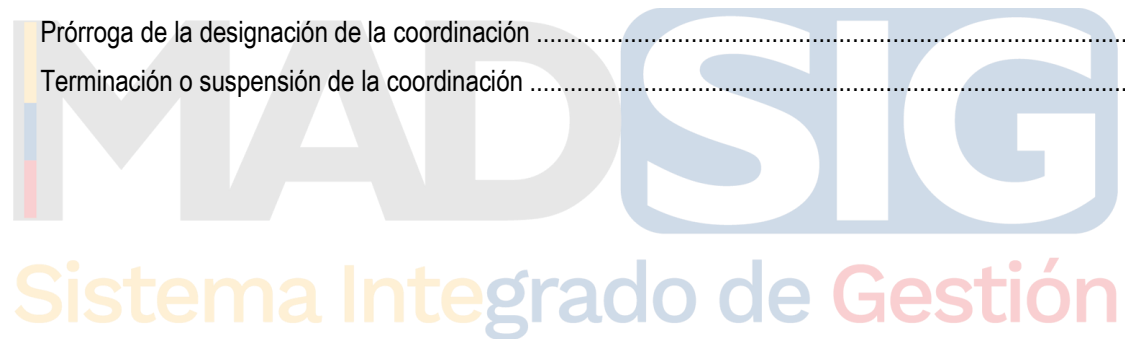 Prórroga de la designación de la coordinación ..........................................................................................
Terminación o suspensión de la coordinación ...........................................................................................
MADSIG
Sistema Integrado de Gestión